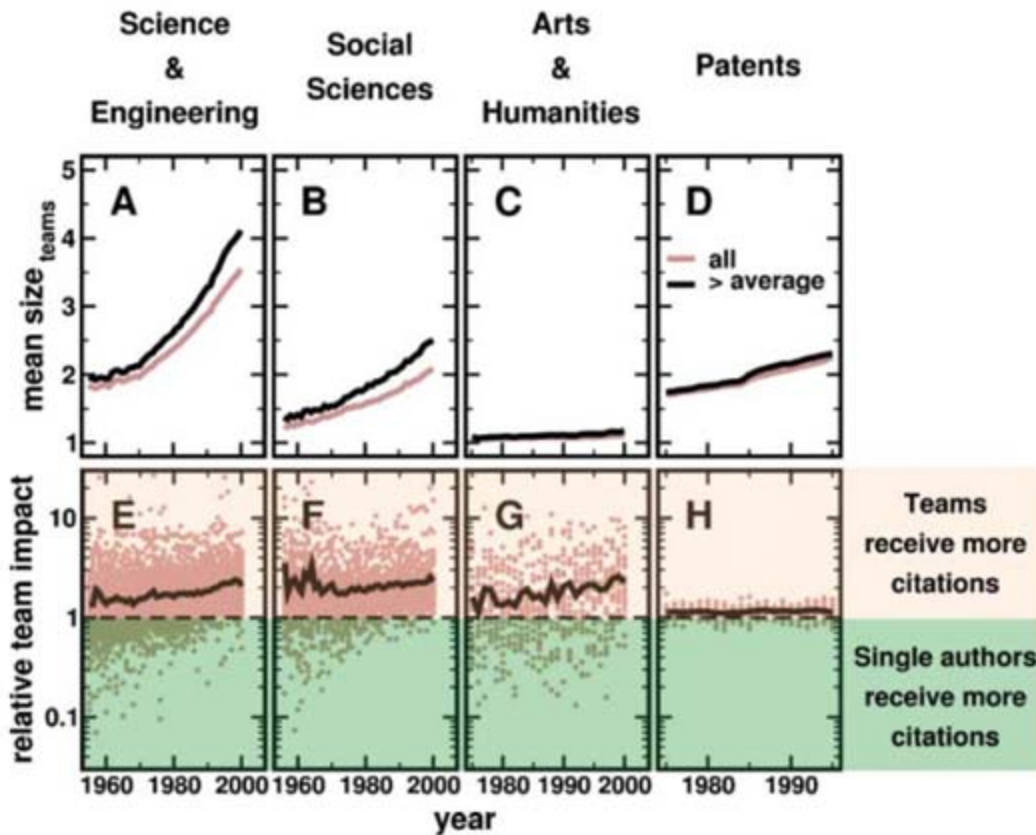 Science
&
Engineering
Social
Sciences
Arts
&
Humanities
Patents
mean size teams
5
4
3
2
1
A
B
C
D
all
> average
relative team impact
10
1
0.1
E
F
G
H
Teams
receive more
citations
Single authors
receive more
citations
1960 1980 2000
1960 1980 2000
1980 1990 2000
1980 1990
year